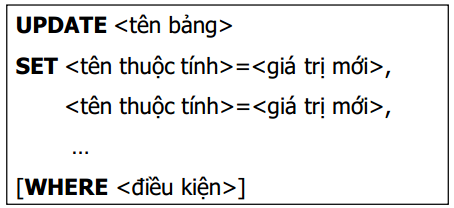 UPDATE <tên bảng>
SET <tên thuộc tính>=<giá trị mới>,
<tên thuộc tính>=<giá trị mới>,
...
[WHERE <điều kiện>]